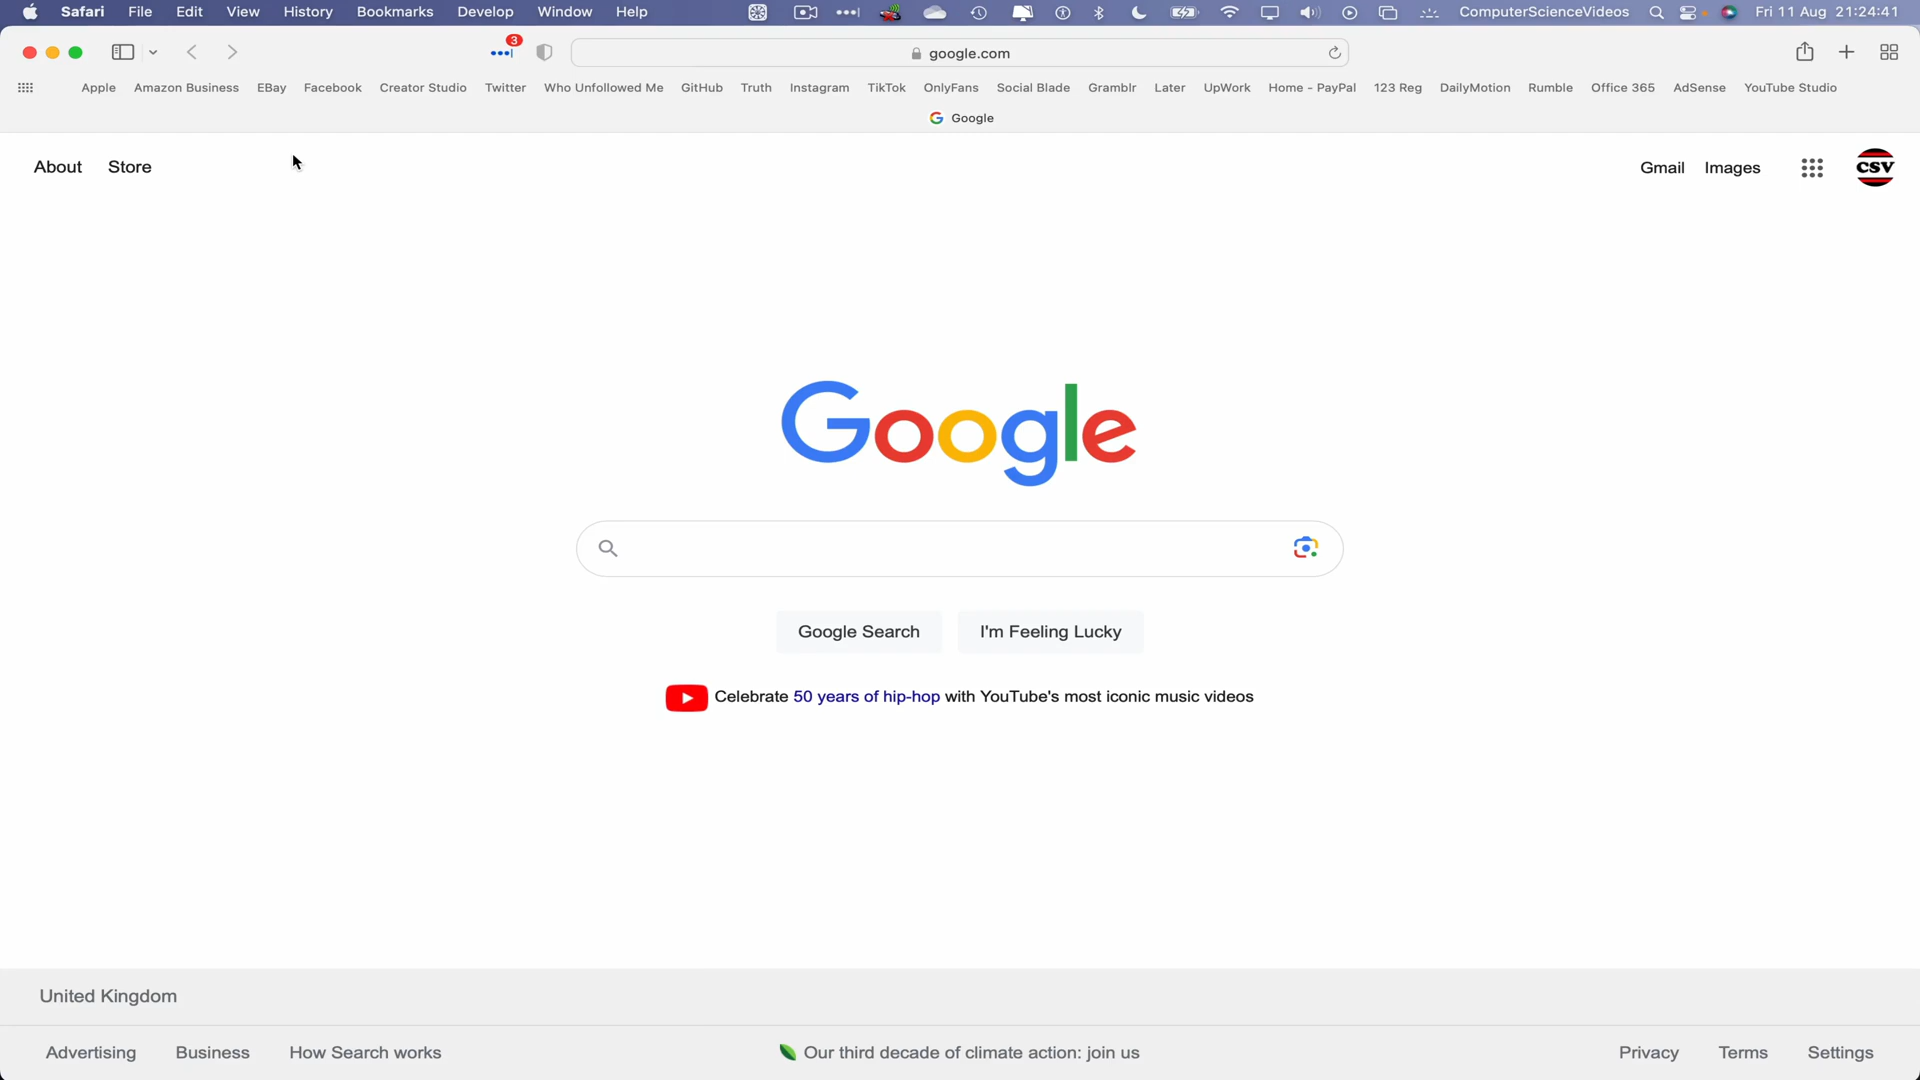 Safari File Edit View History Bookmarks Develop Window Help ComputerScienceVideos Fri 11 Aug 21:24:41
3 google.com
Apple Amazon Business EBay Facebook Creator Studio Twitter Who Unfollowed Me GitHub Truth Instagram TikTok OnlyFans Social Blade Gramblr Later UpWork Home - PayPal 123 Reg DailyMotion Rumble Office 365 AdSense YouTube Studio
Google
About Store Gmail Images CSV
Google
Google Search I'm Feeling Lucky
Celebrate 50 years of hip-hop with YouTube's most iconic music videos
United Kingdom
Advertising Business How Search works Our third decade of climate action: join us Privacy Terms Settings